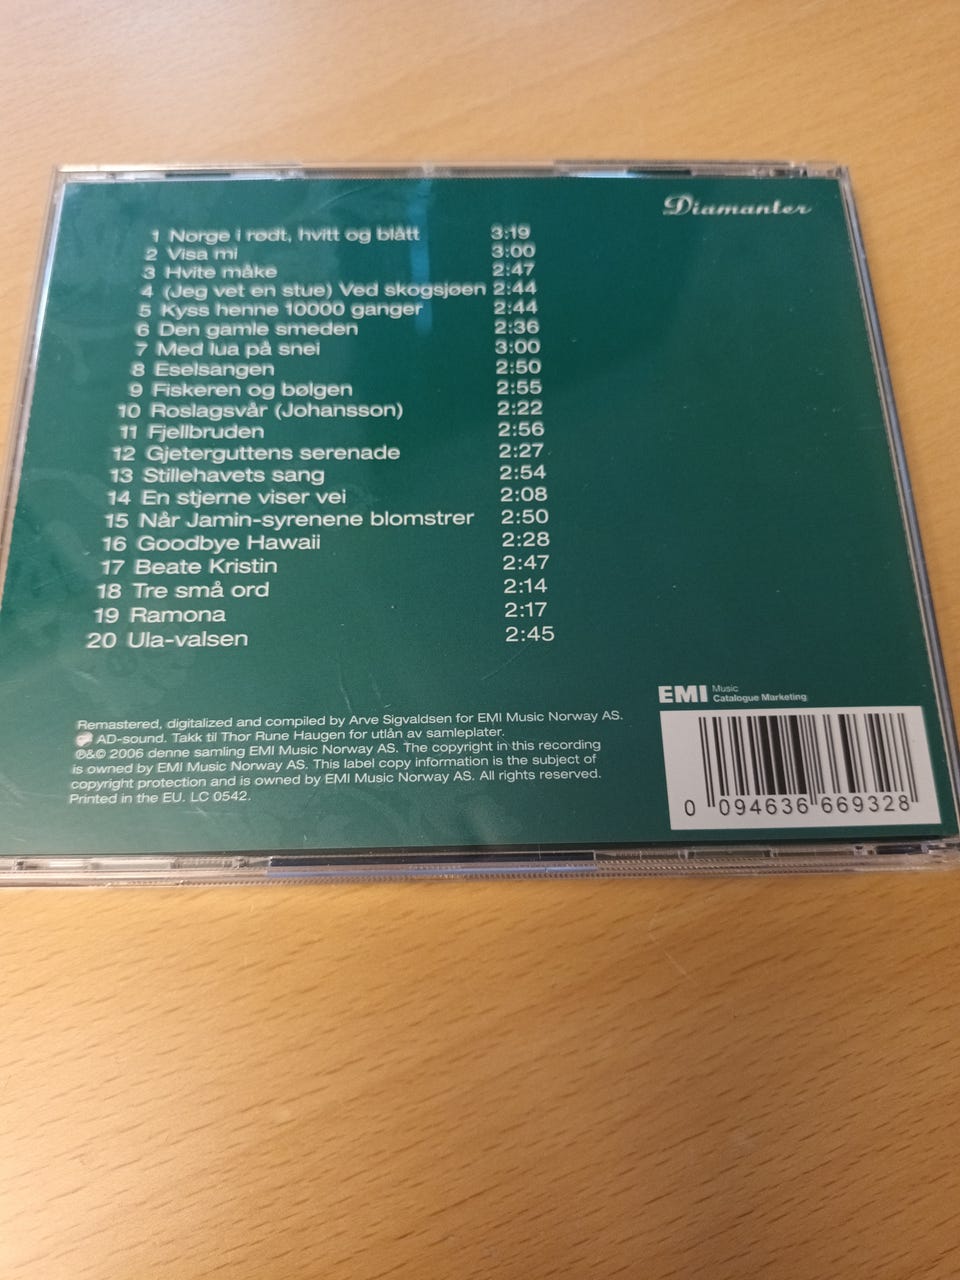 Diamanter
1 Norge i rødt, hvitt og blått 3:19
2 Visa mi 3:00
3 Hvite måke 2:47
4 (Jeg vet en stue) Ved skogsjøen 2:44
5 Kyss henne 10000 ganger 2:44
6 Den gamle smeden 2:36
7 Med lua på snei 3:00
8 Eselsangen 2:50
9 Fiskeren og bølgen 2:55
10 Roslagsvår (Johansson) 2:22
11 Fjellbruden 2:56
12 Gjeterguttens serenade 2:27
13 Stillehavets sang 2:54
14 En stjerne viser vei 2:08
15 Når Jamin-syrenene blomstrer 2:50
16 Goodbye Hawaii 2:28
17 Beate Kristin 2:47
18 Tre små ord 2:14
19 Ramona 2:17
20 Ula-valsen 2:45
Remastered, digitalized and compiled by Arve Sigvaldsen for EMI Music Norway AS.
AD-sound. Takk til Thor Rune Haugen for utlån av samleplater.
℗&© 2006 denne samling EMI Music Norway AS. The copyright in this recording
is owned by EMI Music Norway AS. This label copy information is the subject of
copyright protection and is owned by EMI Music Norway AS. All rights reserved.
Printed in the EU. LC 0542.
EMI Music
Catalogue Marketing
0 094636 669328